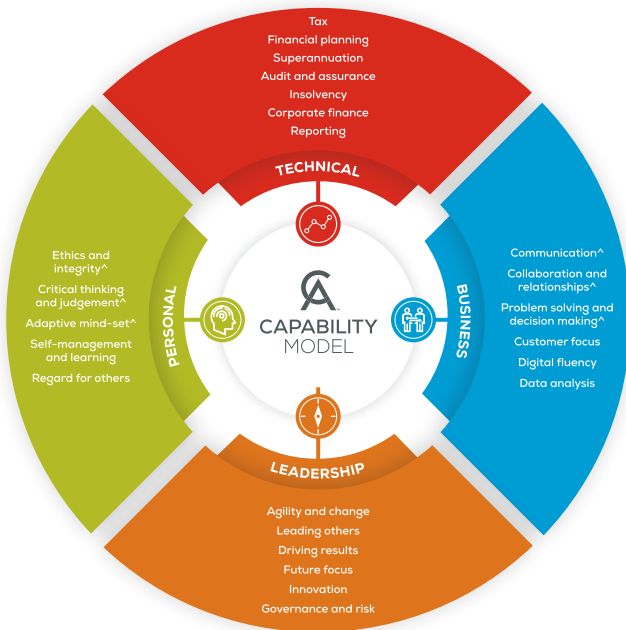 Tax
Financial planning
Superannuation
Audit and assurance
Insolvency
Corporate finance
Reporting
TECHNICAL
Ethics and
integrity^
Critical thinking
and judgement^
Adaptive mind-set^
Self-management
and learning
Regard for others
PERSONAL
CA™
CAPABILITY
MODEL
BUSINESS
Communication^
Collaboration and
relationships^
Problem solving and
decision making^
Customer focus
Digital fluency
Data analysis
LEADERSHIP
Agility and change
Leading others
Driving results
Future focus
Innovation
Governance and risk